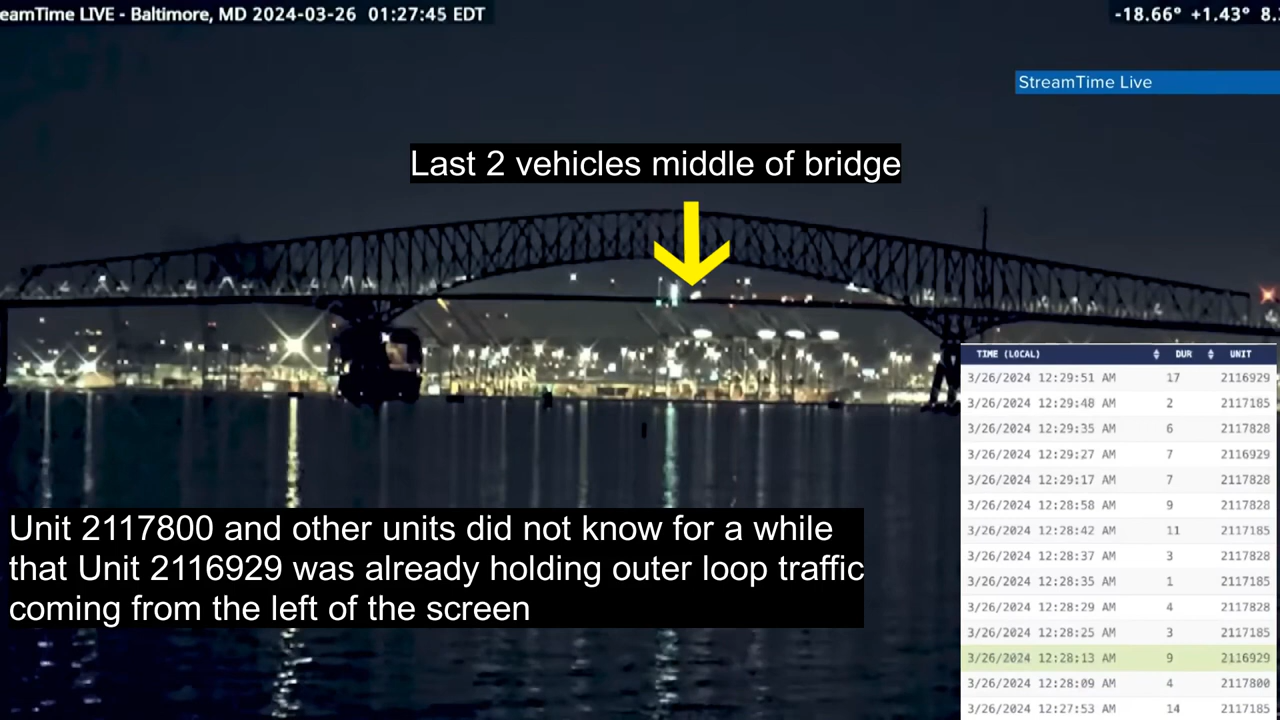 eamTime LIVE - Baltimore, MD 2024-03-26 01:27:45 EDT
-18.66° +1.43° 8.
StreamTime Live
Last 2 vehicles middle of bridge
Unit 2117800 and other units did not know for a while
that Unit 2116929 was already holding outer loop traffic
coming from the left of the screen
TIME (LOCAL) DUR UNIT
3/26/2024 12:29:51 AM 17 2116929
3/26/2024 12:29:48 AM 2 2117185
3/26/2024 12:29:35 AM 6 2117828
3/26/2024 12:29:27 AM 7 2116929
3/26/2024 12:29:17 AM 7 2117828
3/26/2024 12:28:58 AM 9 2117828
3/26/2024 12:28:42 AM 11 2117185
3/26/2024 12:28:37 AM 3 2117828
3/26/2024 12:28:35 AM 1 2117185
3/26/2024 12:28:29 AM 4 2117828
3/26/2024 12:28:25 AM 3 2117185
3/26/2024 12:28:13 AM 9 2116929
3/26/2024 12:28:09 AM 4 2117800
3/26/2024 12:27:53 AM 14 2117185